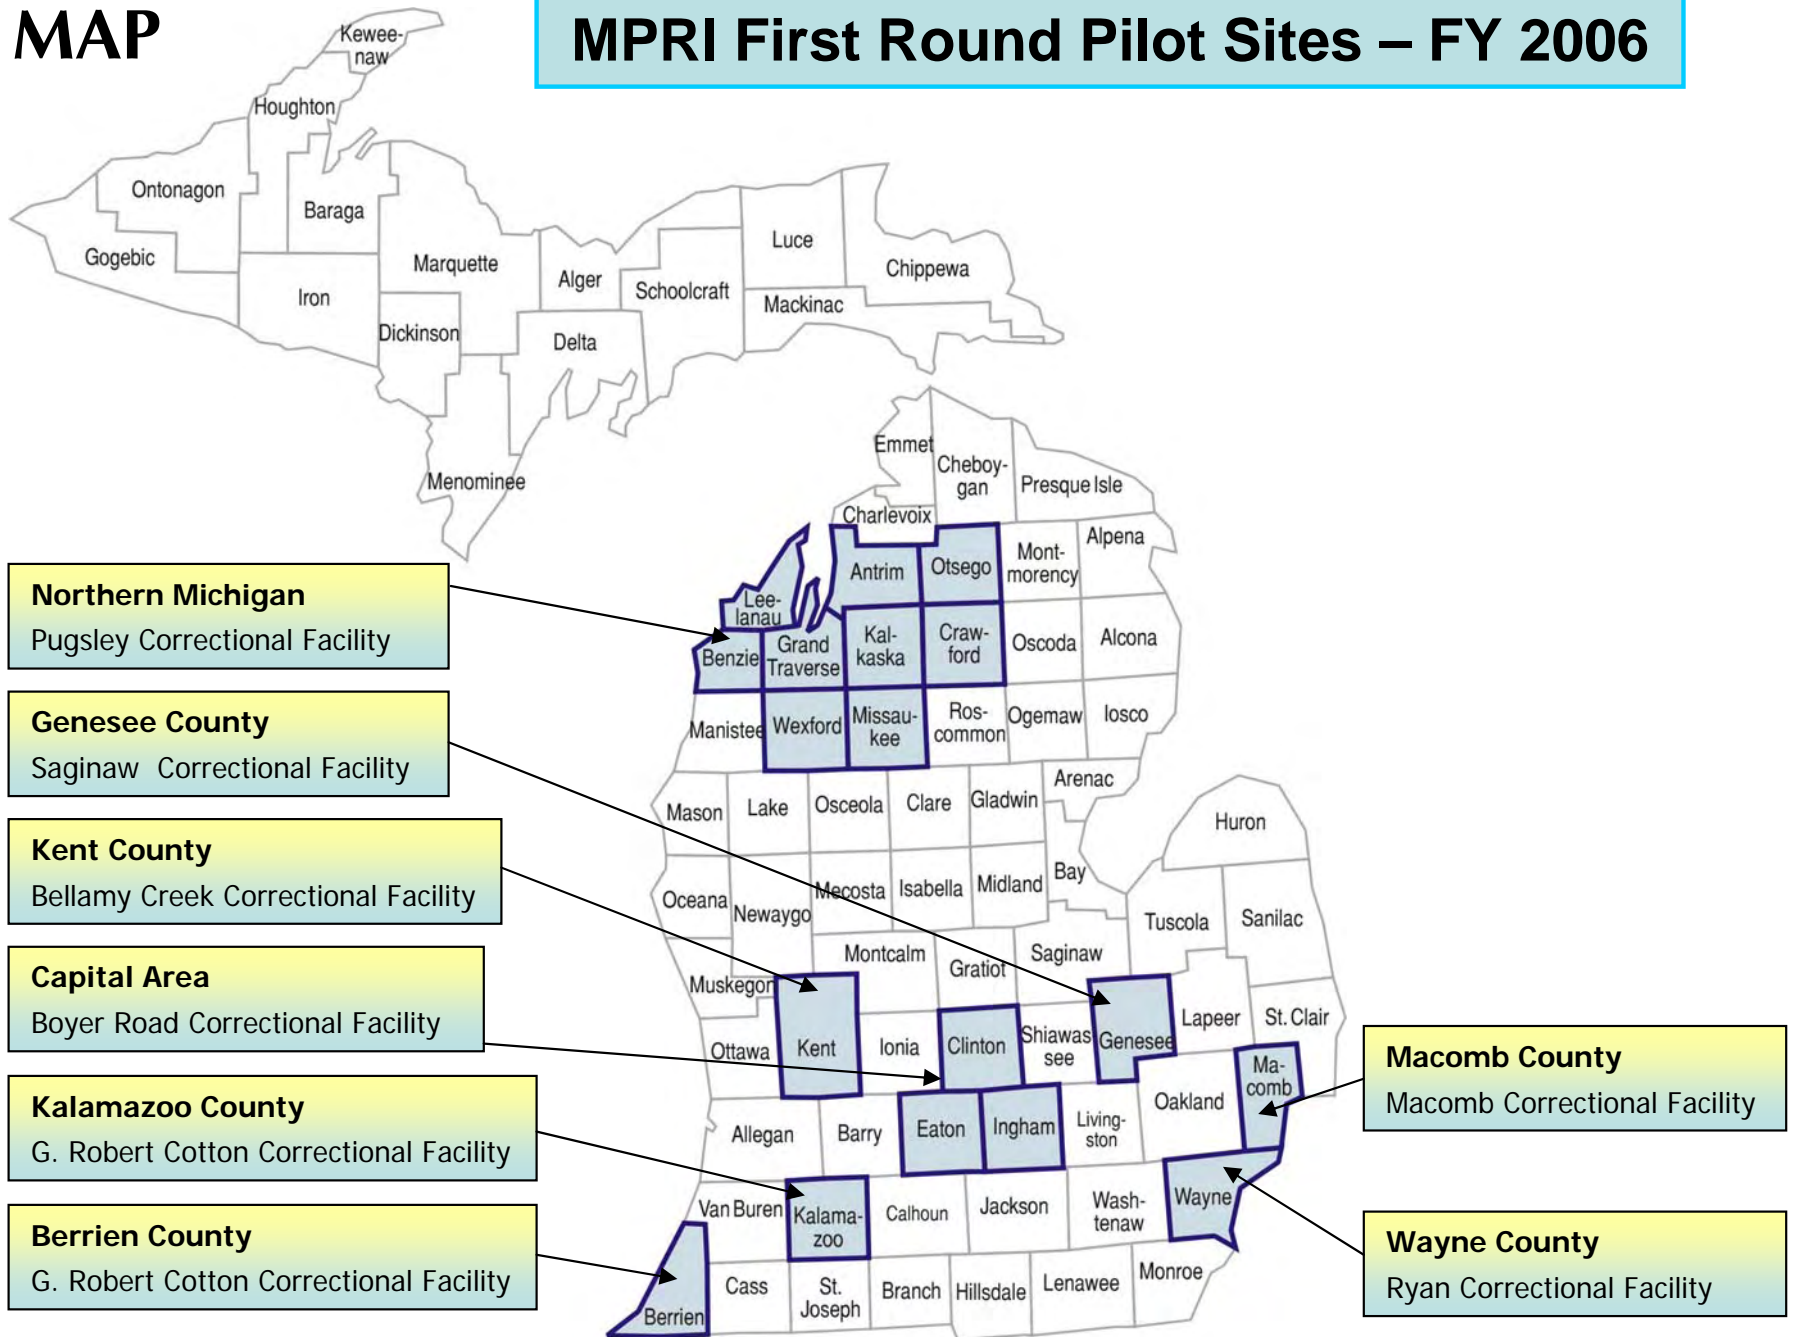 MAP
MPRI First Round Pilot Sites – FY 2006
Kewee-
naw
Houghton
Ontonagon
Baraga
Gogebic
Marquette
Iron
Dickinson
Alger
Schoolcraft
Luce
Chippewa
Mackinac
Delta
Menominee
Emmet
Cheboy-
gan
Presque Isle
Charlevoix
Antrim
Otsego
Mont-
morency
Alpena
Lee-
lanau
Benzie
Grand
Traverse
Kal-
kaska
Craw-
ford
Oscoda
Alcona
Manistee
Wexford
Missau-
kee
Ros-
common
Ogemaw
Iosco
Mason
Lake
Osceola
Clare
Gladwin
Arenac
Huron
Oceana
Newaygo
Mecosta
Isabella
Midland
Bay
Tuscola
Sanilac
Muskegon
Montcalm
Gratiot
Saginaw
Ottawa
Kent
Ionia
Clinton
Shiawas
see
Genesee
Lapeer
St. Clair
Allegan
Barry
Eaton
Ingham
Living-
ston
Oakland
Ma-
comb
Van Buren
Kalama-
zoo
Calhoun
Jackson
Wash-
tenaw
Wayne
Berrien
Cass
St.
Joseph
Branch
Hillsdale
Lenawee
Monroe
Northern Michigan
Pugsley Correctional Facility
Genesee County
Saginaw  Correctional Facility
Kent County
Bellamy Creek Correctional Facility
Capital Area
Boyer Road Correctional Facility
Kalamazoo County
G. Robert Cotton Correctional Facility
Berrien County
G. Robert Cotton Correctional Facility
Macomb County
Macomb Correctional Facility
Wayne County
Ryan Correctional Facility